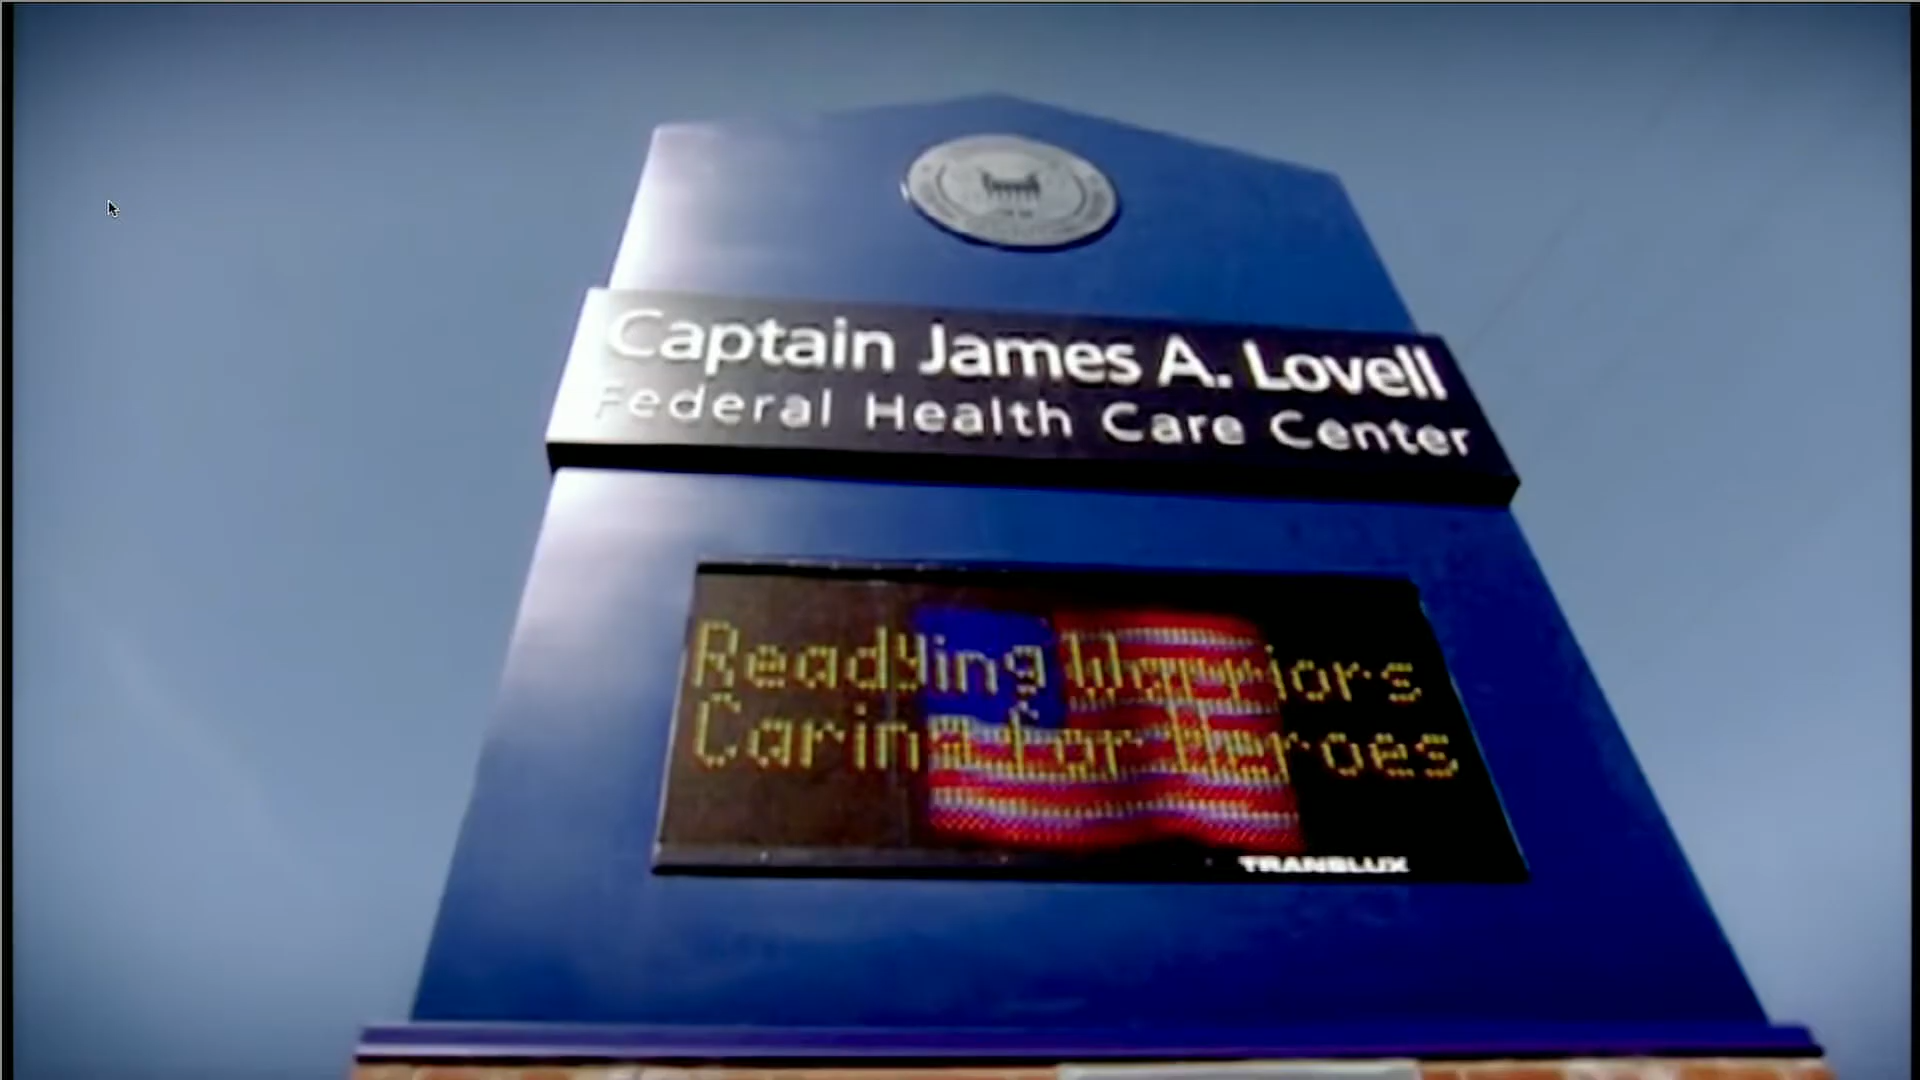 Captain James A. Lovell
Federal Health Care Center
Readying Warriors
Caring for Heroes
TRANSLUX